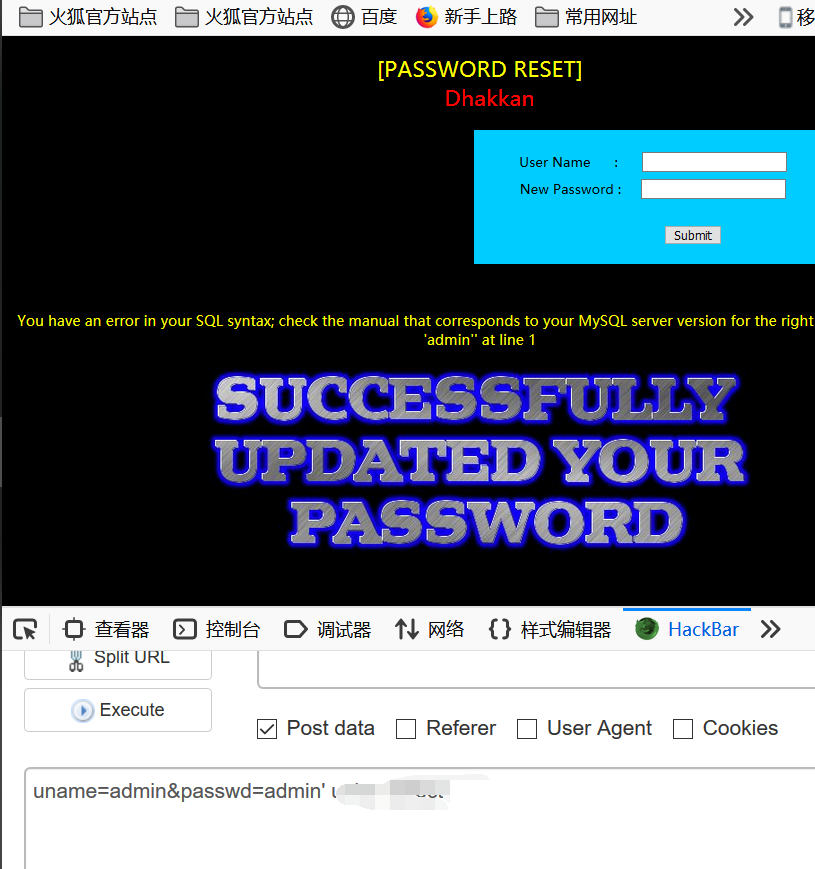 火狐官方站点 火狐官方站点 百度 新手上路 常用网址 移
[PASSWORD RESET]
Dhakkan
User Name :
New Password :
Submit
You have an error in your SQL syntax; check the manual that corresponds to your MySQL server version for the right
'admin'' at line 1
SUCCESSFULLY
UPDATED YOUR
PASSWORD
查看器 控制台 调试器 网络 {} 样式编辑器 HackBar
Split URL
Execute
Post data Referer User Agent Cookies
uname=admin&passwd=admin'